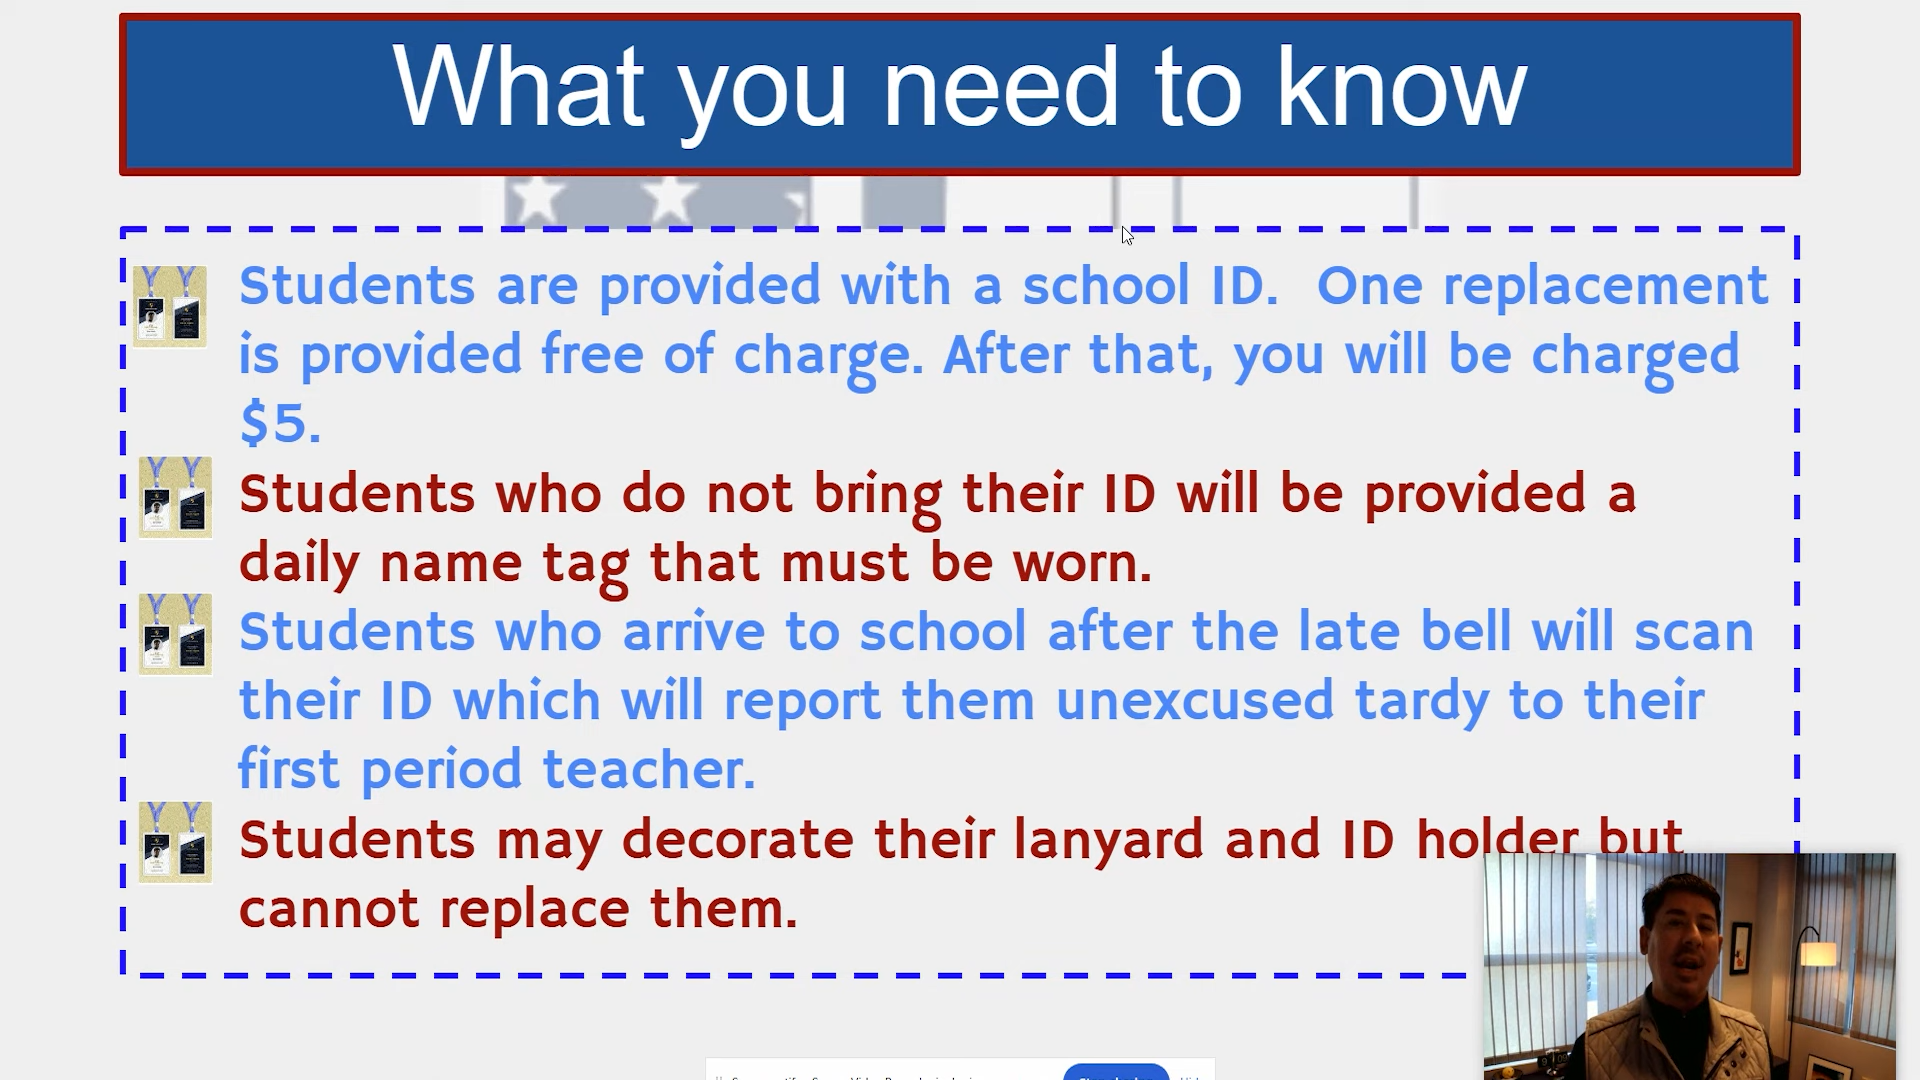 What you need to know
Students are provided with a school ID.  One replacement
is provided free of charge. After that, you will be charged
$5.
Students who do not bring their ID will be provided a
daily name tag that must be worn.
Students who arrive to school after the late bell will scan
their ID which will report them unexcused tardy to their
first period teacher.
Students may decorate their lanyard and ID holder but
cannot replace them.